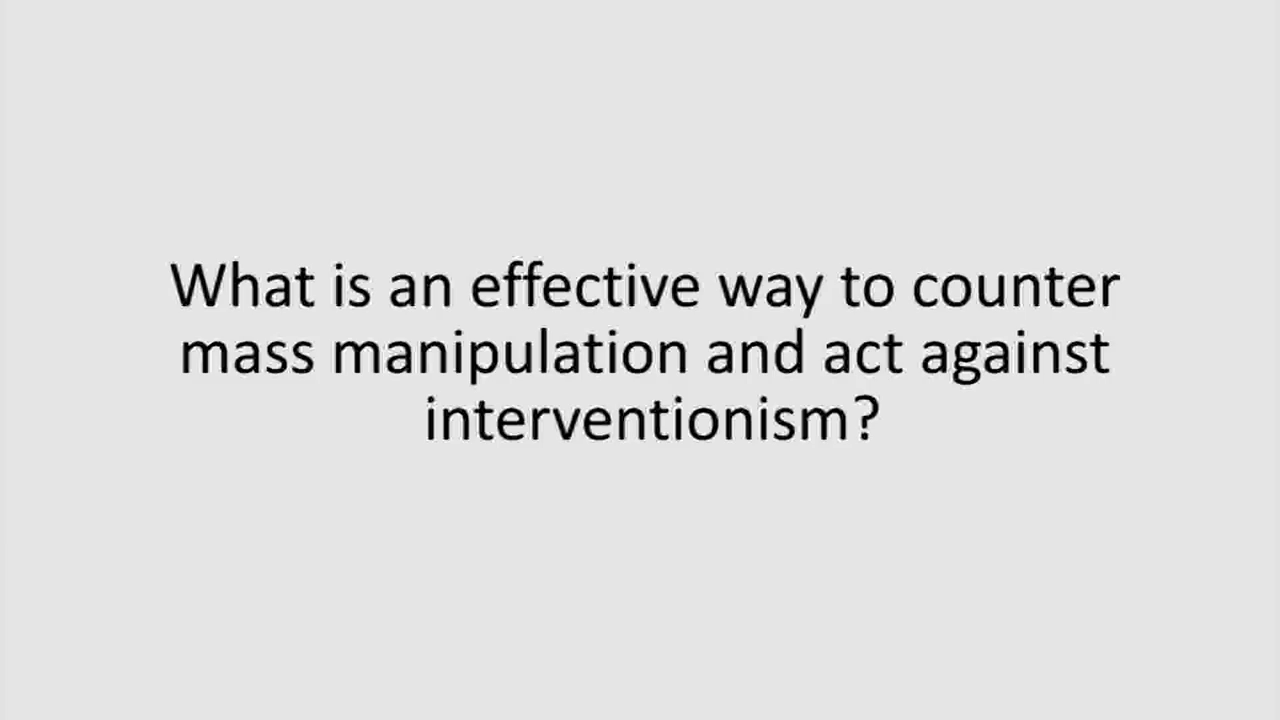 What is an effective way to counter
mass manipulation and act against
interventionism?